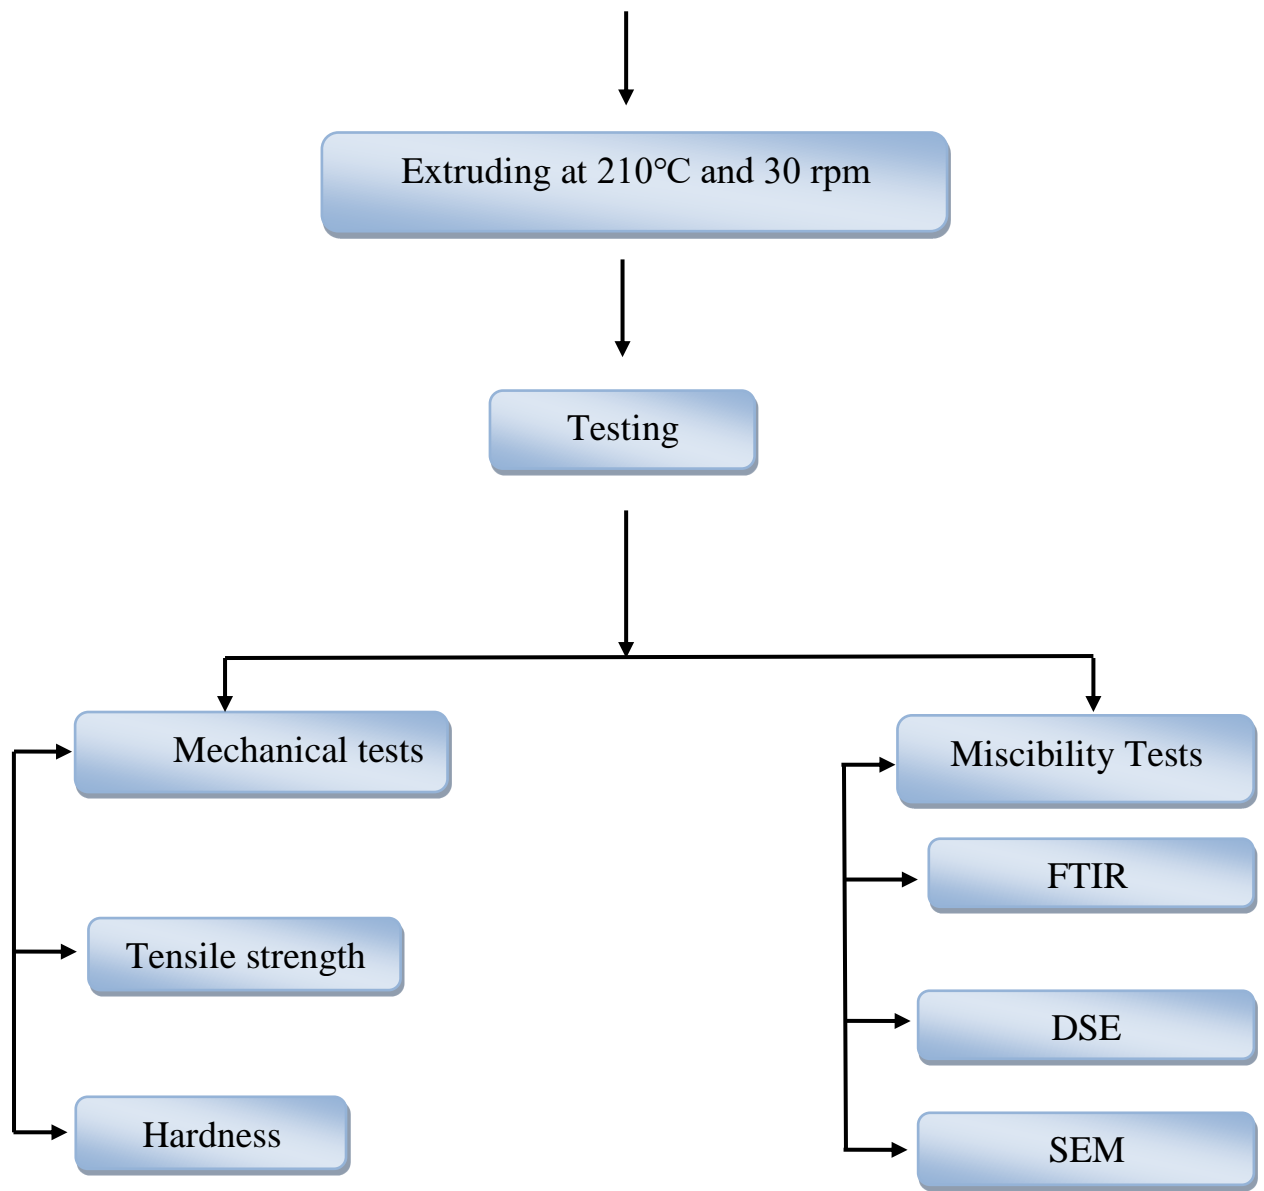 Extruding at 210℃ and 30 rpm
Testing
Mechanical tests
Tensile strength
Hardness
Miscibility Tests
FTIR
DSE
SEM